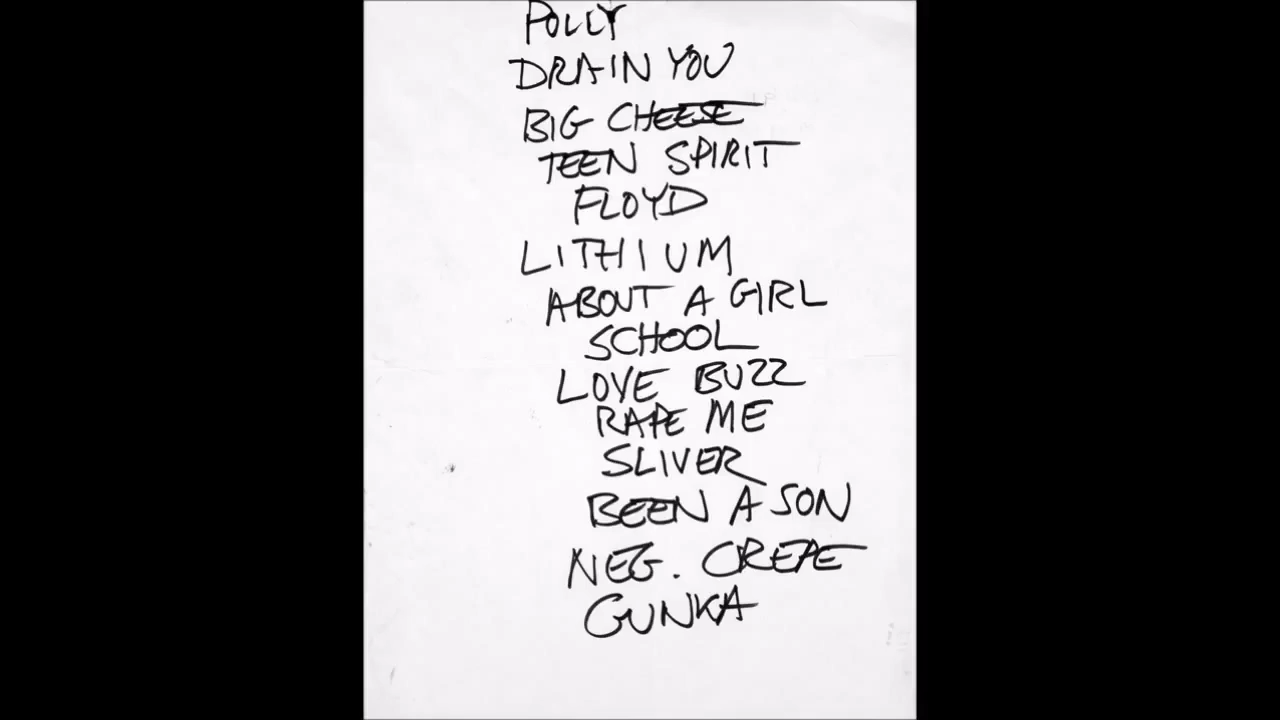 POLLY
DRAIN YOU
BIG CHEESE
TEEN SPIRIT
FLOYD
LITHIUM
ABOUT A GIRL
SCHOOL
LOVE BUZZ
RAPE ME
SLIVER
BEEN A SON
NEG. CREPE
GUNKA